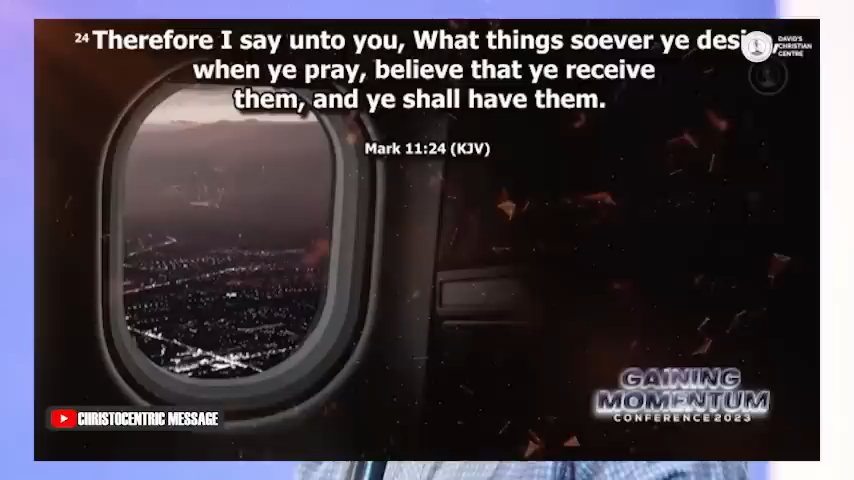 24 Therefore I say unto you, What things soever ye
when ye pray, believe that ye receive
them, and ye shall have them.
Mark 11:24 (KJV)
DAVID'S
CHRISTIAN
CENTRE
GAINING
MOMENTUM
CONFERENCE 2023
CHRISTOCENTRIC MESSAGE